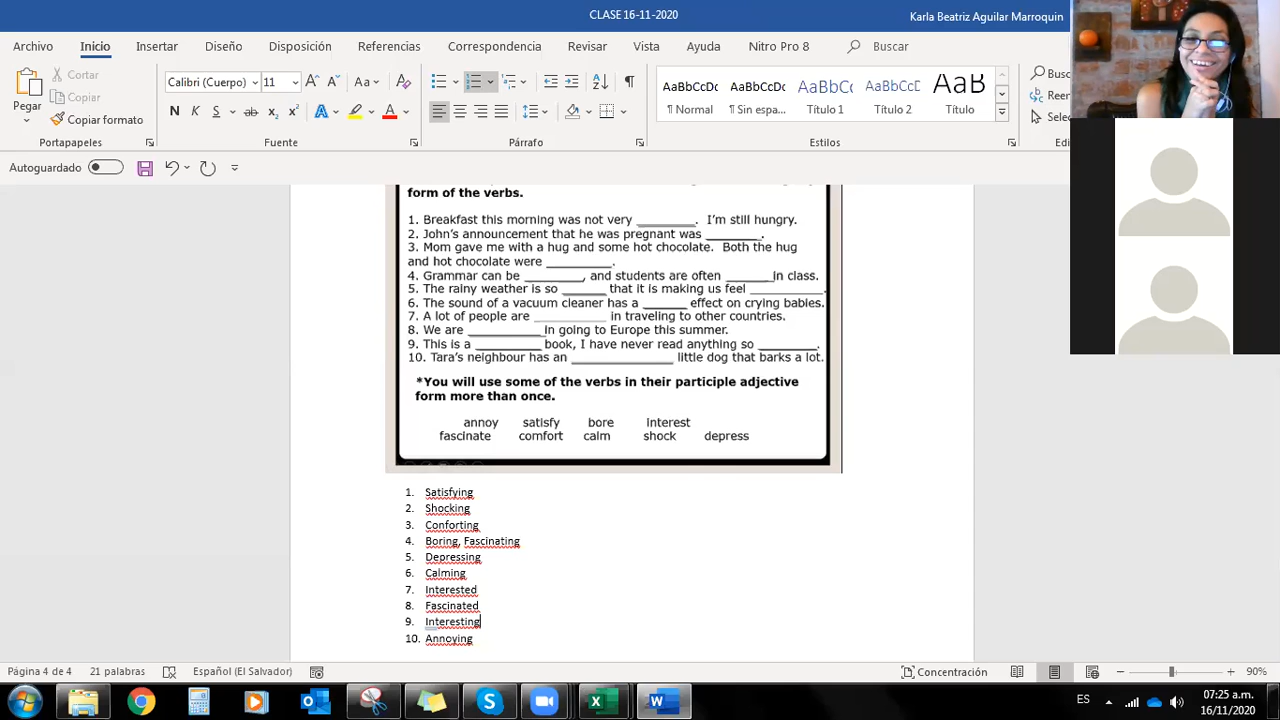 CLASE 16-11-2020
Karla Beatriz Aguilar Marroquin
Archivo Inicio Insertar Diseño Disposición Referencias Correspondencia Revisar Vista Ayuda Nitro Pro 8 Buscar
Pegar
Cortar
Copiar
Copiar formato
Portapapeles
Calibri (Cuerpo) 11
Aa
N K S ab x₂ x² A A
Fuente
Párrafo
AaBbCcDc AaBbCcDc AaBbCc AaBbCcD AaB
¶ Normal ¶ Sin espa... Título 1 Título 2 Título
Estilos
Autoguardado
form of the verbs.
1. Breakfast this morning was not very ________. I'm still hungry.
2. John's announcement that he was pregnant was ________.
3. Mom gave me with a hug and some hot chocolate. Both the hug
and hot chocolate were ________.
4. Grammar can be ________, and students are often ______in class.
5. The rainy weather is so ______ that it is making us feel __________.
6. The sound of a vacuum cleaner has a ______ effect on crying babies.
7. A lot of people are __________ in traveling to other countries.
8. We are __________ in going to Europe this summer.
9. This is a _________ book, I have never read anything so ________.
10. Tara's neighbour has an ______________ little dog that barks a lot.
*You will use some of the verbs in their participle adjective
form more than once.
annoy satisfy bore interest
fascinate comfort calm shock depress
1. Satisfying
2. Shocking
3. Conforting
4. Boring, Fascinating
5. Depressing
6. Calming
7. Interested
8. Fascinated
9. Interesting
10. Annoying
Página 4 de 4 21 palabras Español (El Salvador) Concentración 90%
ES 07:25 a.m.
16/11/2020